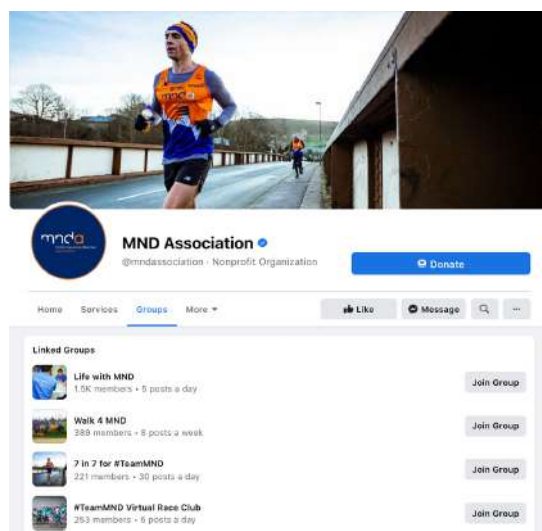 mnda
mnda
MND Association
@mndassociation · Nonprofit Organization
Donate
Home Services Groups More
Like Message
Linked Groups
Life with MND
1.5K members • 5 posts a day
Join Group
Walk 4 MND
389 members • 8 posts a week
Join Group
7 in 7 for #TeamMND
221 members • 30 posts a day
Join Group
#TeamMND Virtual Race Club
253 members • 6 posts a day
Join Group